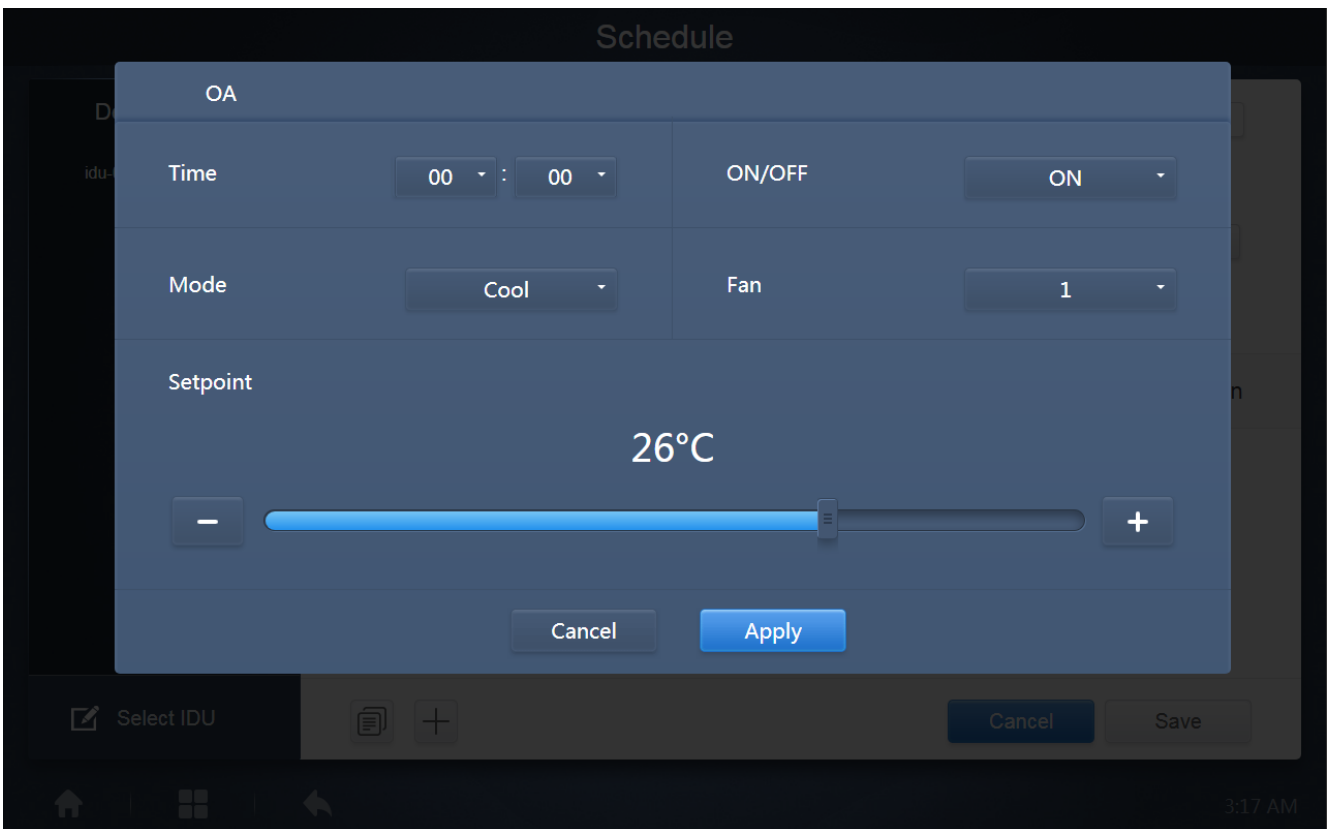 Schedule
OA
Time 00 : 00 ON/OFF ON
Mode Cool Fan 1
Setpoint
26°C
Cancel Apply
Select IDU Cancel Save
3:17 AM